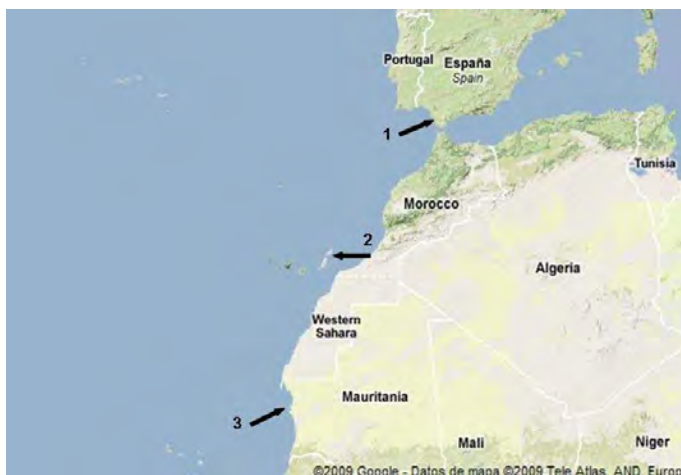 Portugal
España
Spain
1
Tunisia
Morocco
2
Algeria
Western
Sahara
Mauritania
3
Mali
Niger
©2009 Google - Datos de mapa ©2009 Tele Atlas, AND, Europ